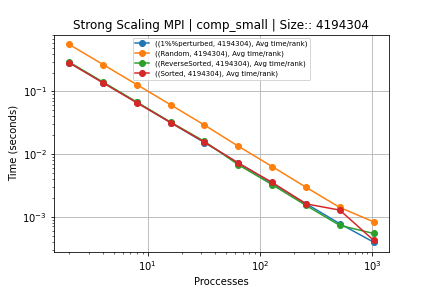 Strong Scaling MPI | comp_small | Size:: 4194304
((1%%perturbed, 4194304), Avg time/rank)
((Random, 4194304), Avg time/rank)
((ReverseSorted, 4194304), Avg time/rank)
((Sorted, 4194304), Avg time/rank)
Time (seconds)
10⁻¹
10⁻²
10⁻³
10¹
10²
10³
Proccesses